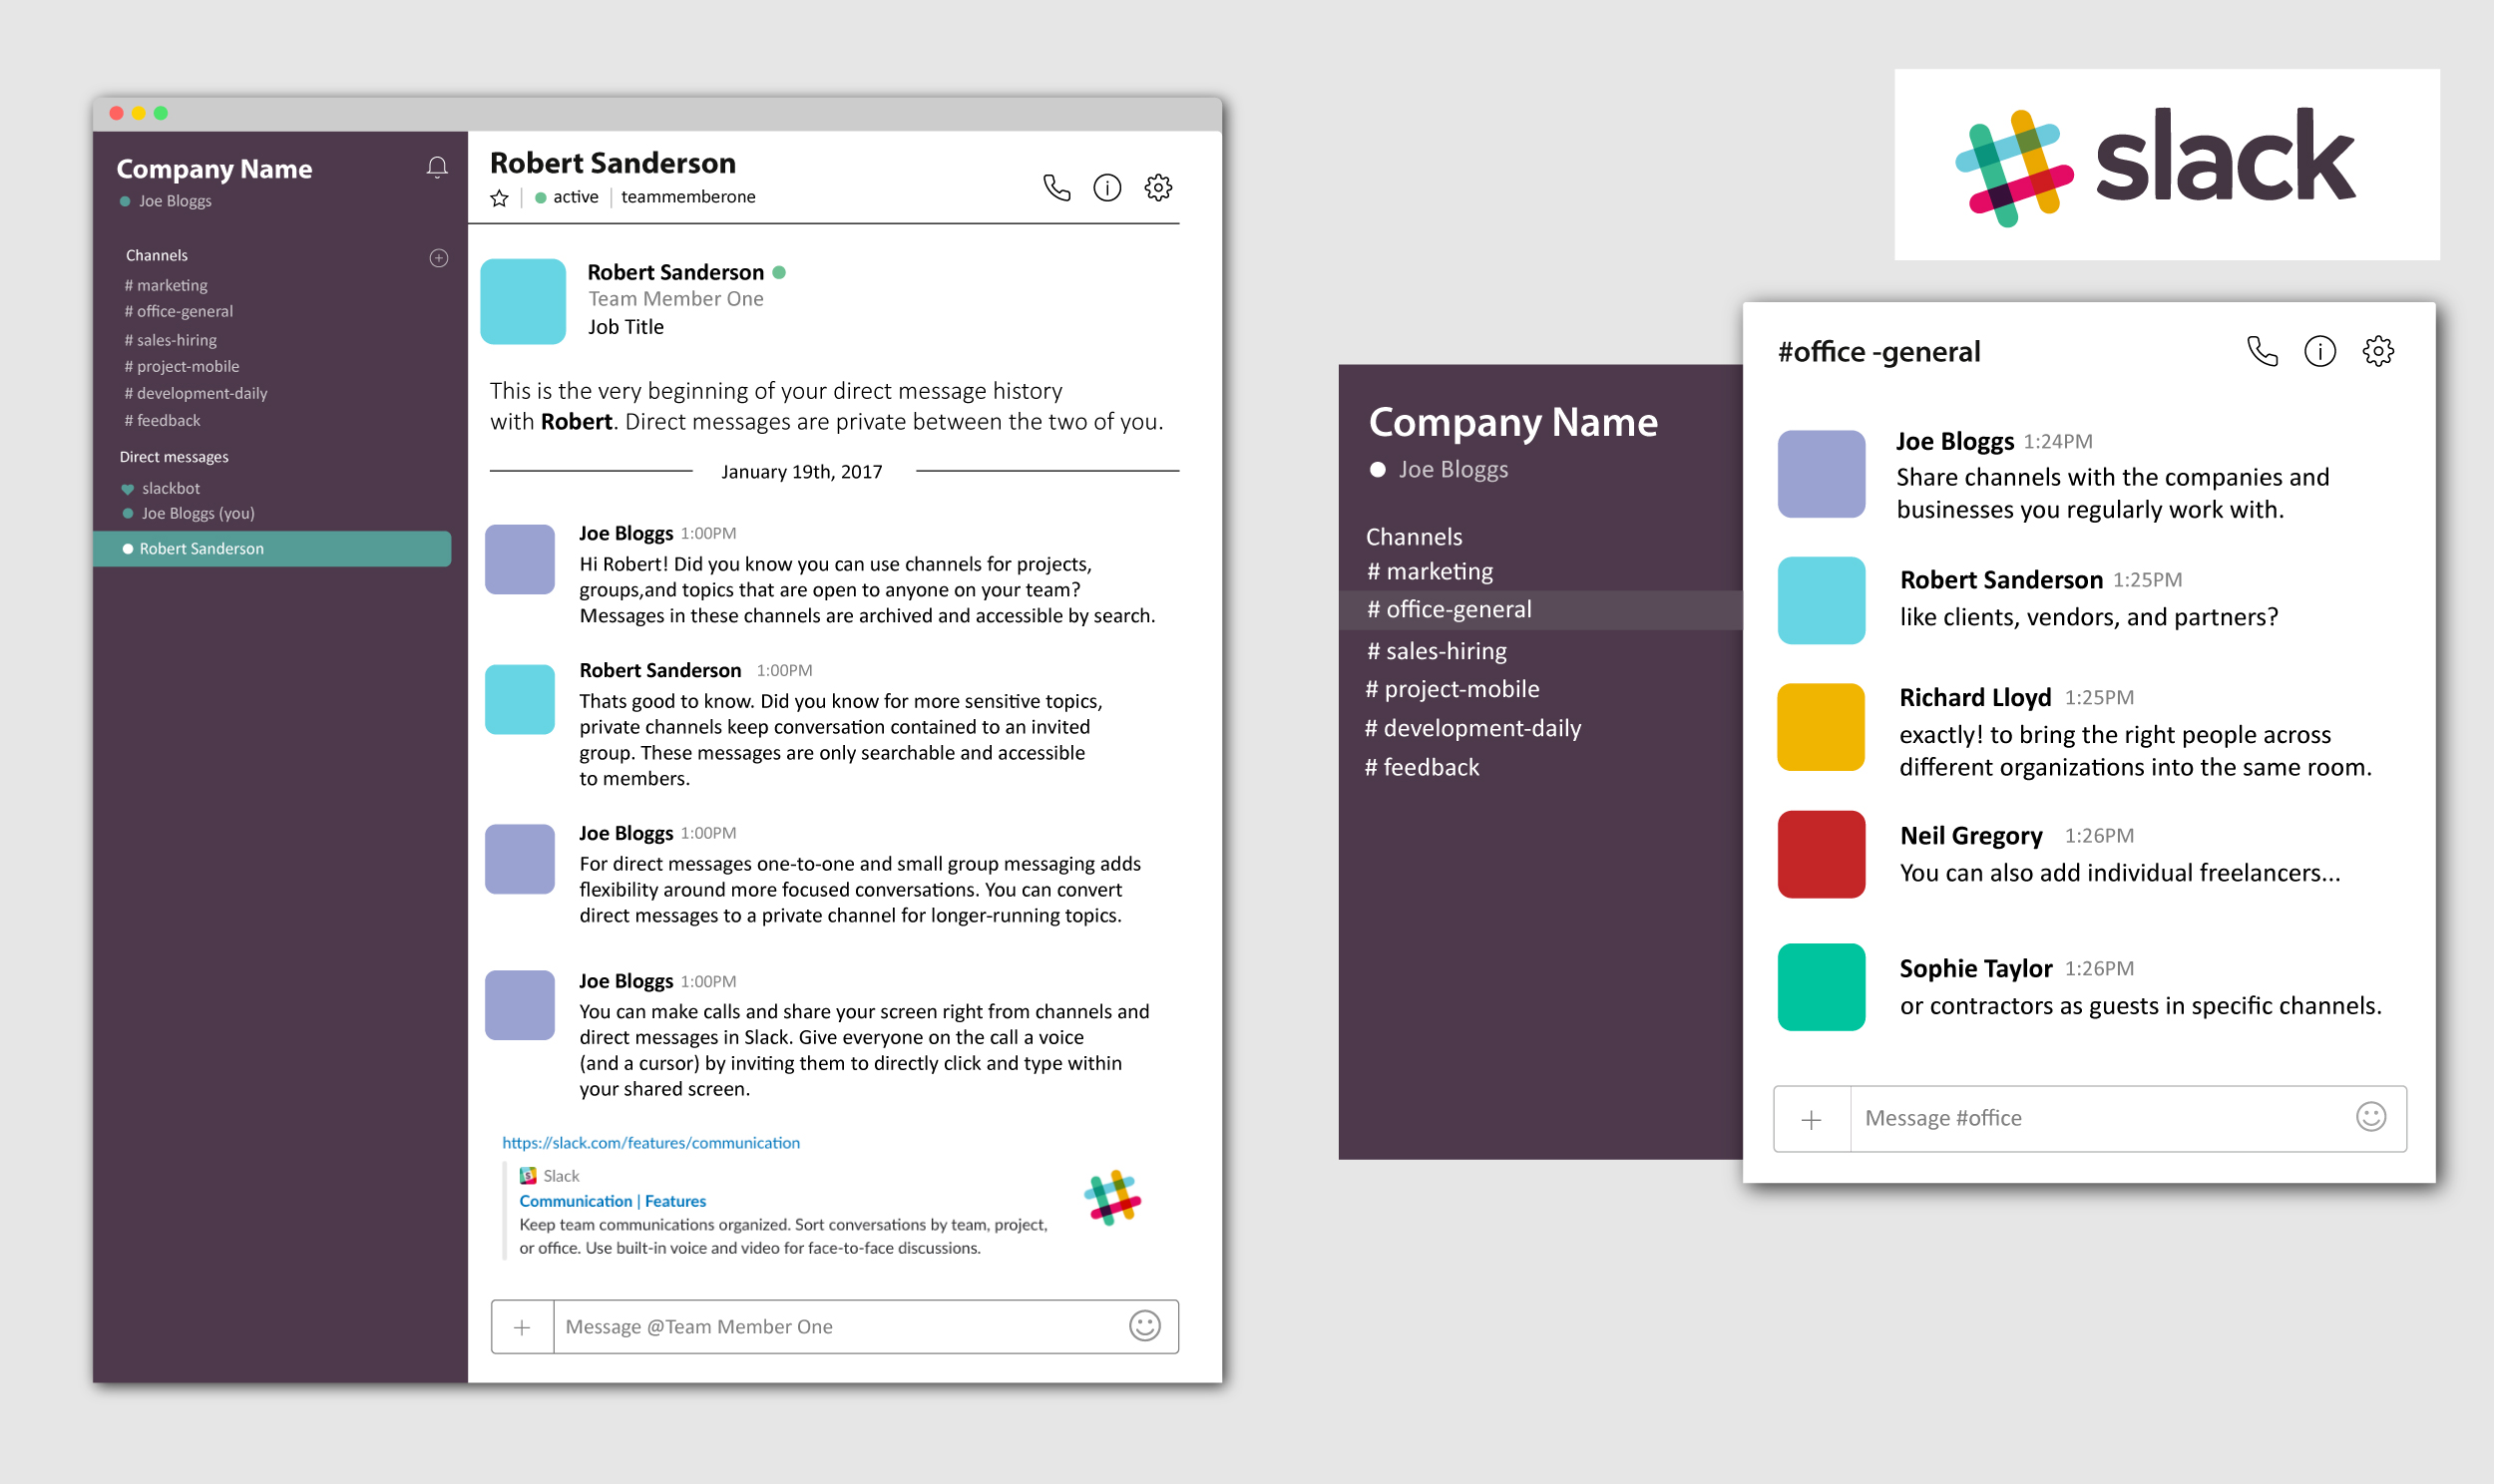 Company Name
Joe Bloggs
Channels
# marketing
# office-general
# sales-hiring
# project-mobile
# development-daily
# feedback
Direct messages
slackbot
Joe Bloggs (you)
Robert Sanderson
Robert Sanderson
active | teammemberone
Robert Sanderson
Team Member One
Job Title
This is the very beginning of your direct message history
with Robert. Direct messages are private between the two of you.
January 19th, 2017
Joe Bloggs 1:00PM
Hi Robert! Did you know you can use channels for projects,
groups,and topics that are open to anyone on your team?
Messages in these channels are archived and accessible by search.
Robert Sanderson 1:00PM
Thats good to know. Did you know for more sensitive topics,
private channels keep conversation contained to an invited
group. These messages are only searchable and accessible
to members.
Joe Bloggs 1:00PM
For direct messages one-to-one and small group messaging adds
flexibility around more focused conversations. You can convert
direct messages to a private channel for longer-running topics.
Joe Bloggs 1:00PM
You can make calls and share your screen right from channels and
direct messages in Slack. Give everyone on the call a voice
(and a cursor) by inviting them to directly click and type within
your shared screen.
https://slack.com/features/communication
Slack
Communication | Features
Keep team communications organized. Sort conversations by team, project,
or office. Use built-in voice and video for face-to-face discussions.
Message @Team Member One
slack
Company Name
Joe Bloggs
Channels
# marketing
# office-general
# sales-hiring
# project-mobile
# development-daily
# feedback
#office -general
Joe Bloggs 1:24PM
Share channels with the companies and
businesses you regularly work with.
Robert Sanderson 1:25PM
like clients, vendors, and partners?
Richard Lloyd 1:25PM
exactly! to bring the right people across
different organizations into the same room.
Neil Gregory 1:26PM
You can also add individual freelancers...
Sophie Taylor 1:26PM
or contractors as guests in specific channels.
Message #office